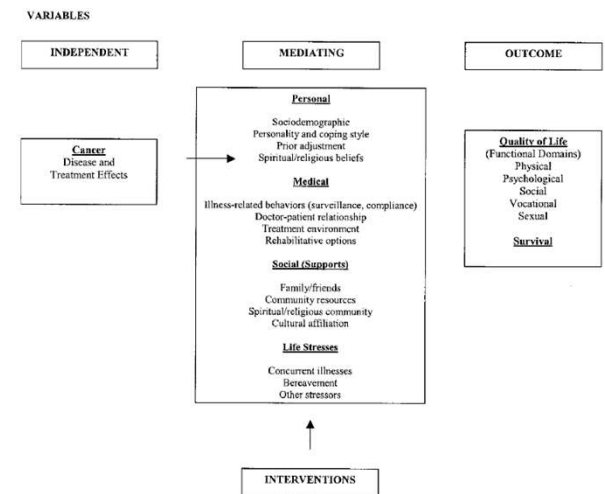 VARIABLES
INDEPENDENT
MEDIATING
OUTCOME
Cancer
Disease and
Treatment Effects
Personal
Sociodemographic
Personality and coping style
Prior adjustment
Spiritual/religious beliefs
Medical
Illness-related behaviors (surveillance, compliance)
Doctor-patient relationship
Treatment environment
Rehabilitative options
Social (Supports)
Family/friends
Community resources
Spiritual/religious community
Cultural affiliation
Life Stresses
Concurrent illnesses
Bereavement
Other stressors
Quality of Life
(Functional Domains)
Physical
Psychological
Social
Vocational
Sexual
Survival
INTERVENTIONS